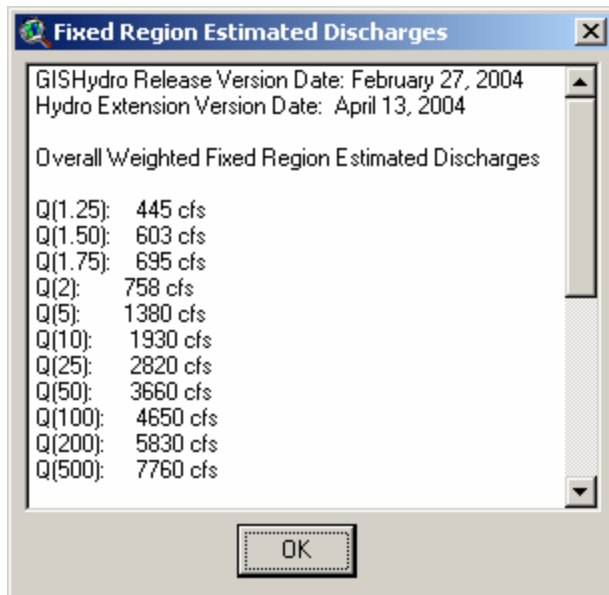 Fixed Region Estimated Discharges
GISHydro Release Version Date: February 27, 2004
Hydro Extension Version Date: April 13, 2004
Overall Weighted Fixed Region Estimated Discharges
Q(1.25): 445 cfs
Q(1.50): 603 cfs
Q(1.75): 695 cfs
Q(2): 758 cfs
Q(5): 1380 cfs
Q(10): 1930 cfs
Q(25): 2820 cfs
Q(50): 3660 cfs
Q(100): 4650 cfs
Q(200): 5830 cfs
Q(500): 7760 cfs
OK